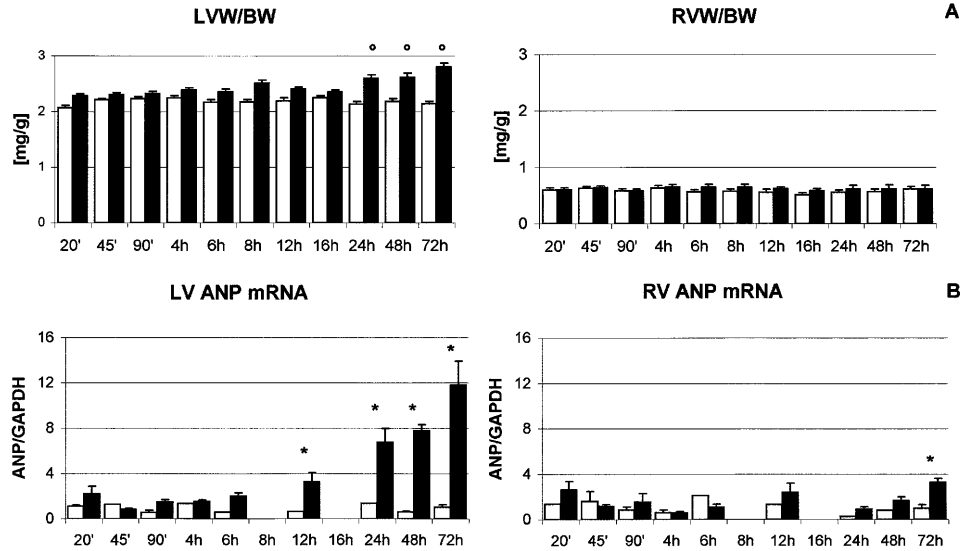 LVW/BW
RVW/BW
A
[mg/g]
3
2
1
0
° ° °
20' 45' 90' 4h 6h 8h 12h 16h 24h 48h 72h
[mg/g]
3
2
1
0
20' 45' 90' 4h 6h 8h 12h 16h 24h 48h 72h
LV ANP mRNA
RV ANP mRNA
B
ANP/GAPDH
16
12
8
4
0
* * * *
20' 45' 90' 4h 6h 8h 12h 16h 24h 48h 72h
ANP/GAPDH
16
12
8
4
0
*
20' 45' 90' 4h 6h 8h 12h 16h 24h 48h 72h